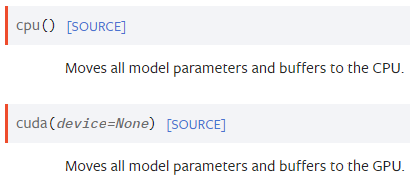 cpu() [SOURCE]
Moves all model parameters and buffers to the CPU.
cuda(device=None) [SOURCE]
Moves all model parameters and buffers to the GPU.